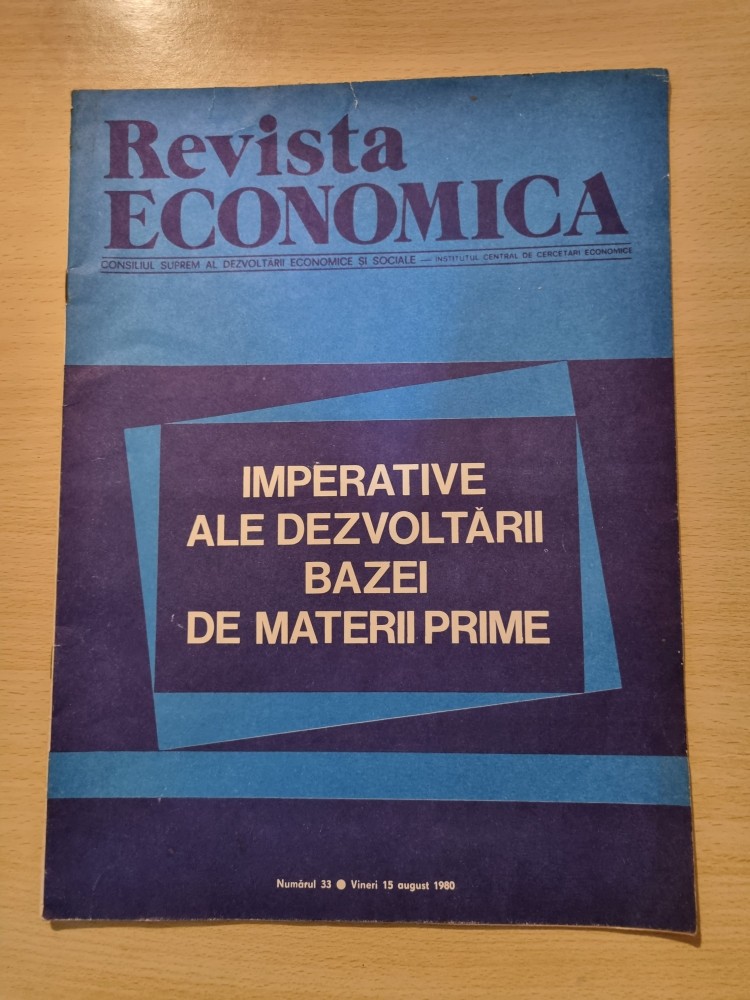 Revista
ECONOMICA
CONSILIUL SUPREM AL DEZVOLTĂRII ECONOMICE ȘI SOCIALE — INSTITUTUL CENTRAL DE CERCETĂRI ECONOMICE
IMPERATIVE
ALE DEZVOLTĂRII
BAZEI
DE MATERII PRIME
Numărul 33 ● Vineri 15 august 1980